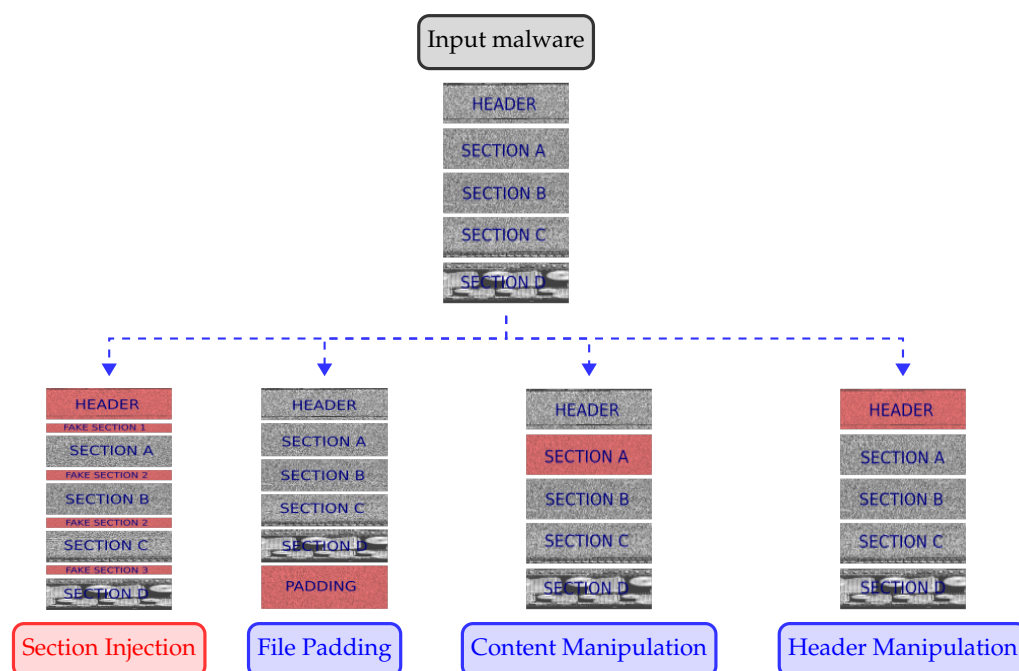 Input malware
HEADER
SECTION A
SECTION B
SECTION C
SECTION D
HEADER
FAKE SECTION 1
SECTION A
FAKE SECTION 2
SECTION B
FAKE SECTION 2
SECTION C
FAKE SECTION 3
SECTION D
Section Injection
HEADER
SECTION A
SECTION B
SECTION C
SECTION D
PADDING
File Padding
HEADER
SECTION A
SECTION B
SECTION C
SECTION D
Content Manipulation
HEADER
SECTION A
SECTION B
SECTION C
SECTION D
Header Manipulation